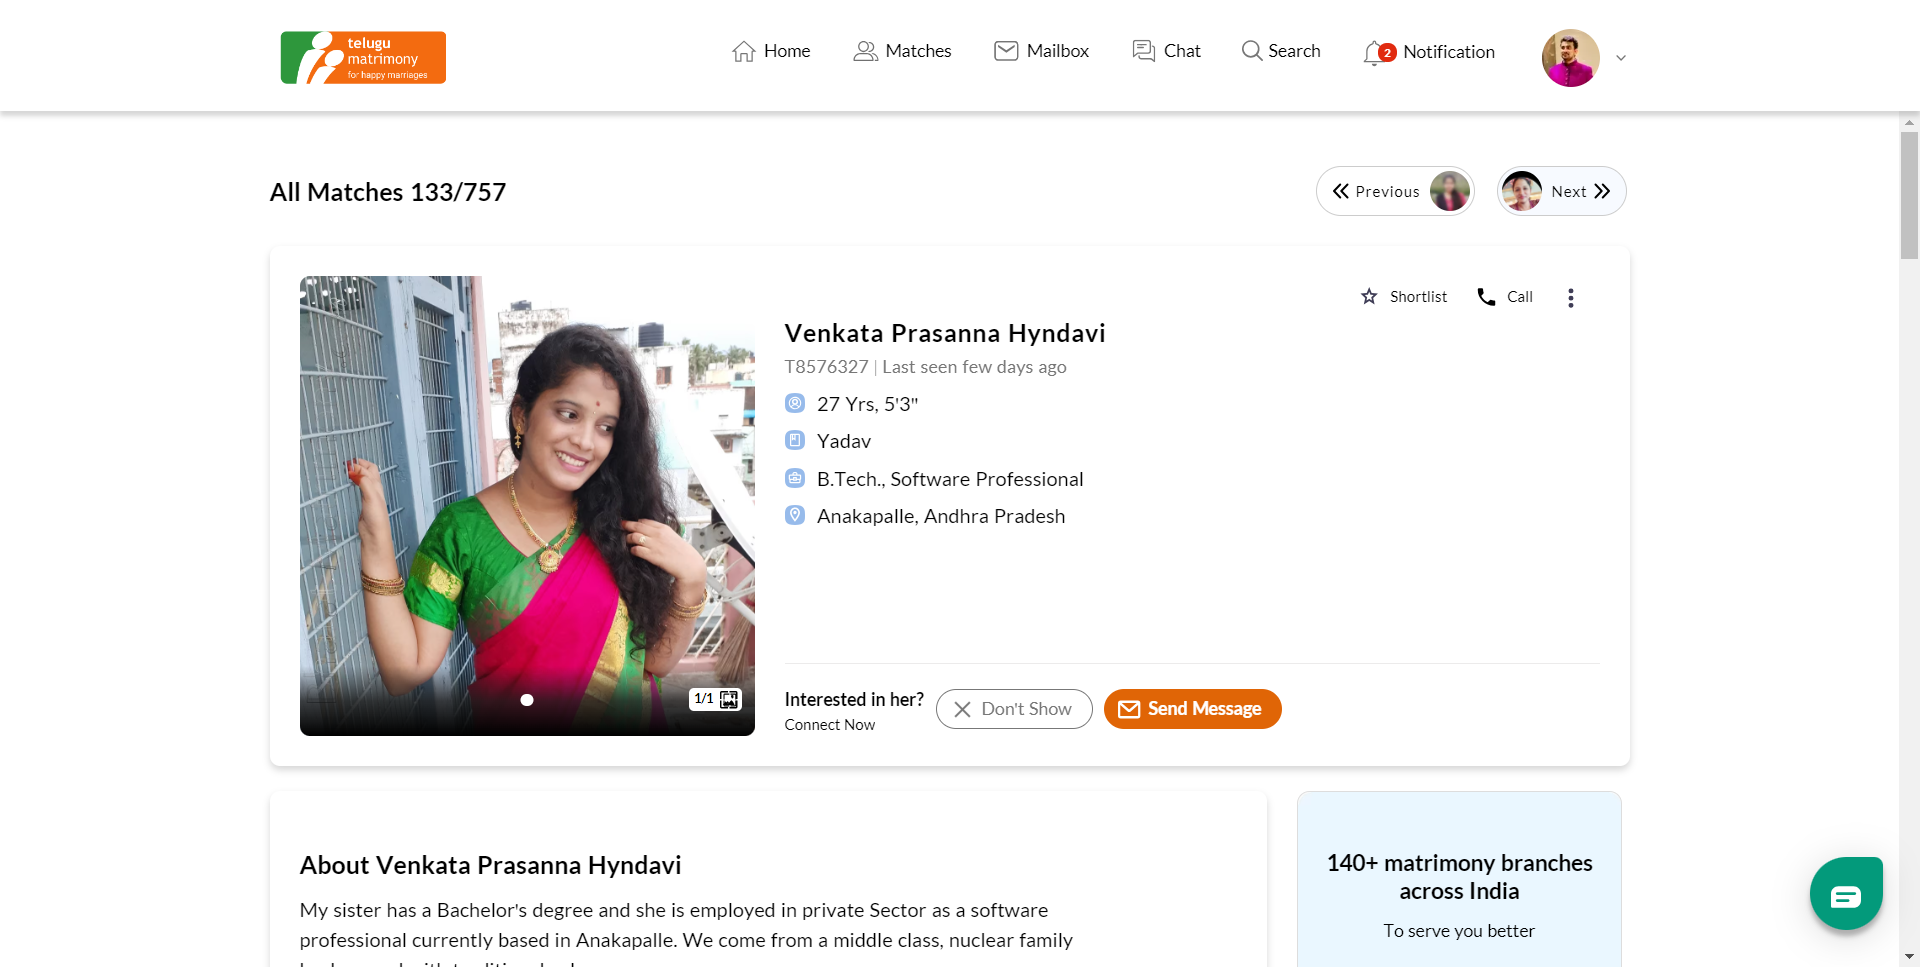 telugu
matrimony
for happy marriages
Home
Matches
Mailbox
Chat
Search
2
Notification
All Matches 133/757
Previous
Next
Shortlist
Call
Venkata Prasanna Hyndavi
T8576327 | Last seen few days ago
27 Yrs, 5'3"
Yadav
B.Tech., Software Professional
Anakapalle, Andhra Pradesh
1/1
Interested in her?
Connect Now
Don't Show
Send Message
About Venkata Prasanna Hyndavi
My sister has a Bachelor's degree and she is employed in private Sector as a software
professional currently based in Anakapalle. We come from a middle class, nuclear family
140+ matrimony branches
across India
To serve you better